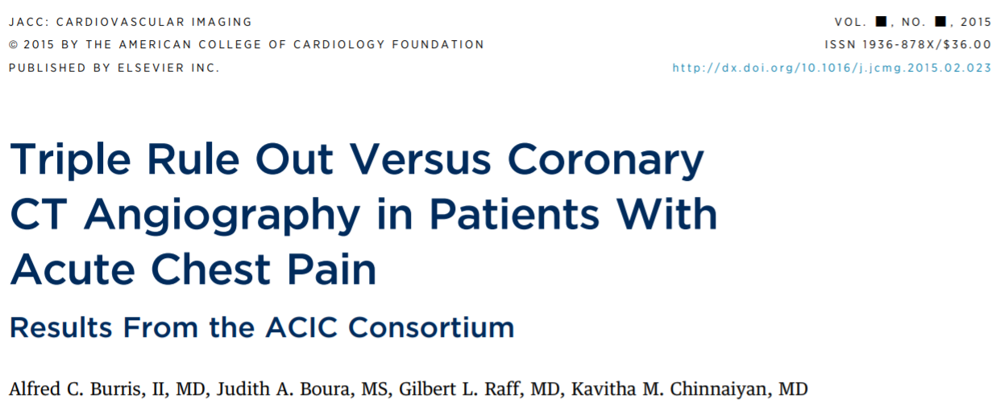 JACC: CARDIOVASCULAR IMAGING
© 2015 BY THE AMERICAN COLLEGE OF CARDIOLOGY FOUNDATION
PUBLISHED BY ELSEVIER INC.
VOL. ■, NO. ■, 2015
ISSN 1936-878X/$36.00
http://dx.doi.org/10.1016/j.jcmg.2015.02.023
Triple Rule Out Versus Coronary
CT Angiography in Patients With
Acute Chest Pain
Results From the ACIC Consortium
Alfred C. Burris, II, MD, Judith A. Boura, MS, Gilbert L. Raff, MD, Kavitha M. Chinnaiyan, MD